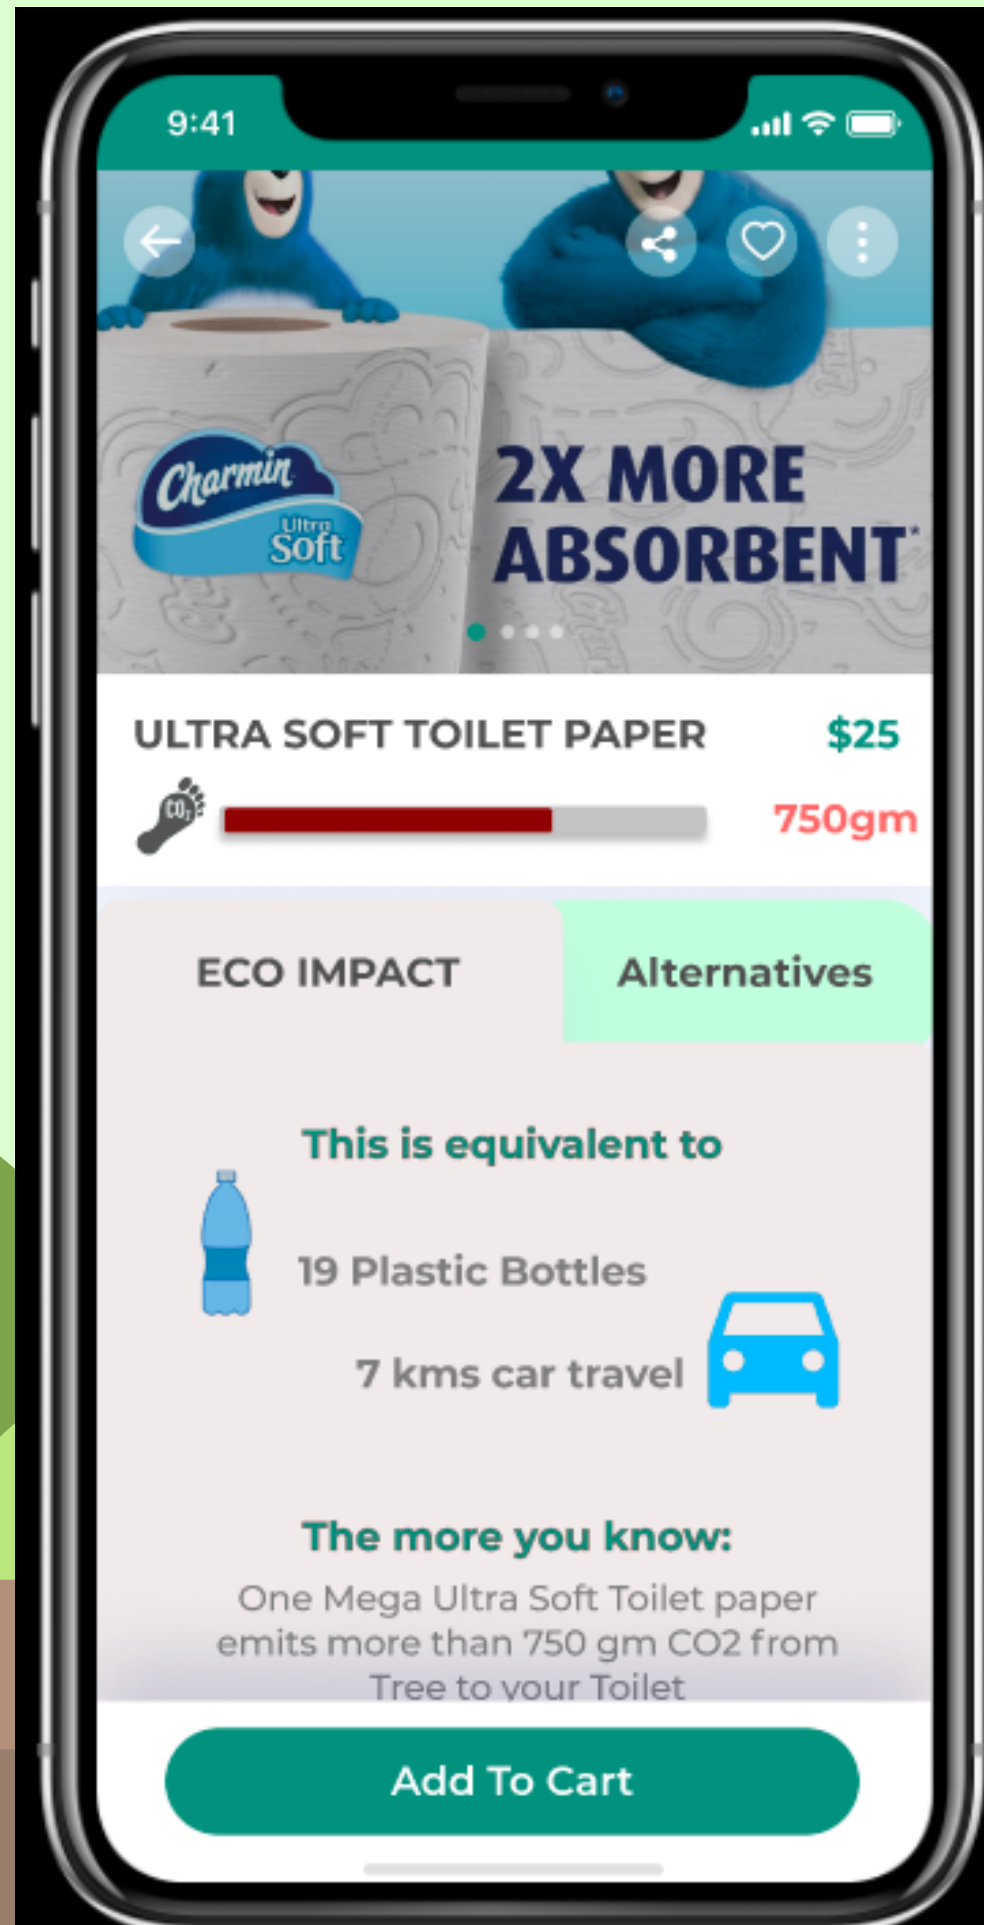 9:41
Charmin
Ultra
Soft
2X MORE
ABSORBENT*
ULTRA SOFT TOILET PAPER $25
CO₂ 750gm
ECO IMPACT Alternatives
This is equivalent to
19 Plastic Bottles
7 kms car travel
The more you know:
One Mega Ultra Soft Toilet paper
emits more than 750 gm CO2 from
Tree to your Toilet
Add To Cart